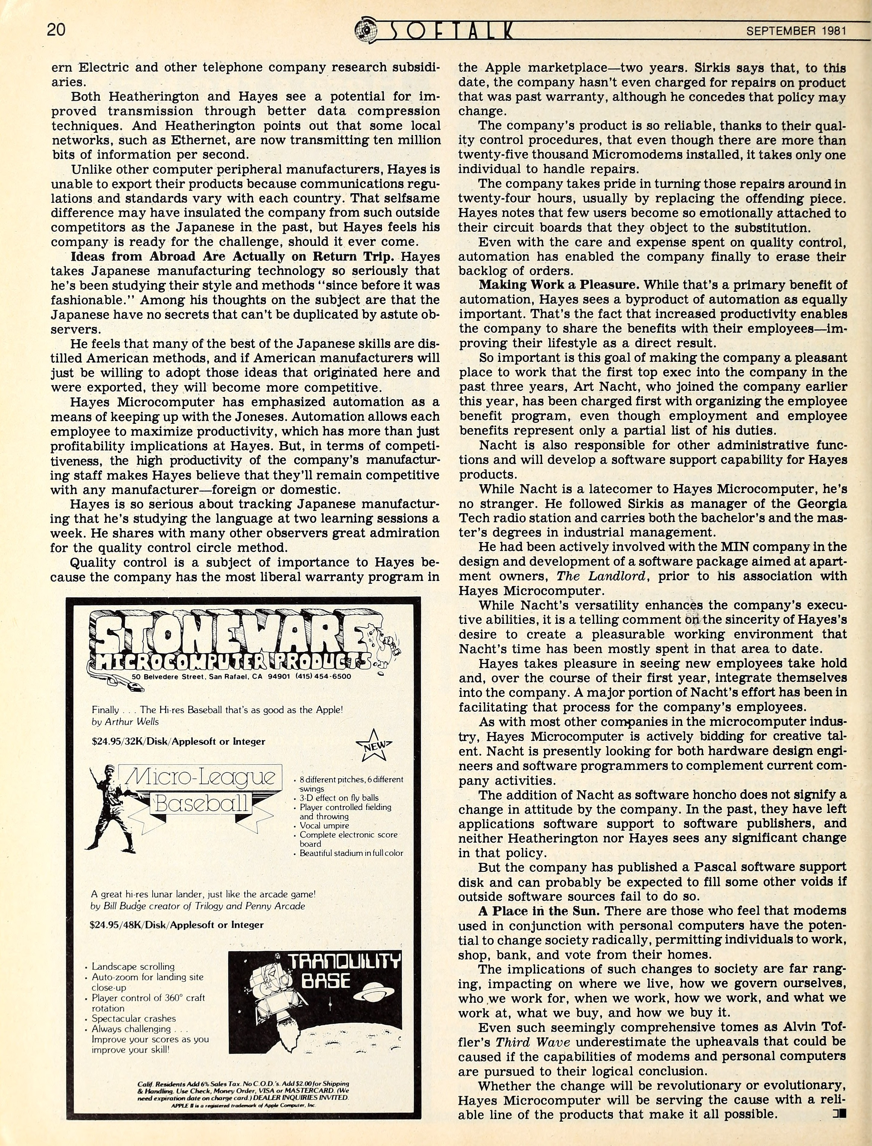 20
SOFTALK
SEPTEMBER 1981
ern Electric and other telephone company research subsidi-
aries.
Both Heatherington and Hayes see a potential for im-
proved transmission through better data compression
techniques. And Heatherington points out that some local
networks, such as Ethernet, are now transmitting ten million
bits of information per second.
Unlike other computer peripheral manufacturers, Hayes is
unable to export their products because communications regu-
lations and standards vary with each country. That selfsame
difference may have insulated the company from such outside
competitors as the Japanese in the past, but Hayes feels his
company is ready for the challenge, should it ever come.
Ideas from Abroad Are Actually on Return Trip. Hayes
takes Japanese manufacturing technology so seriously that
he's been studying their style and methods "since before it was
fashionable." Among his thoughts on the subject are that the
Japanese have no secrets that can't be duplicated by astute ob-
servers.
He feels that many of the best of the Japanese skills are dis-
tilled American methods, and if American manufacturers will
just be willing to adopt those ideas that originated here and
were exported, they will become more competitive.
Hayes Microcomputer has emphasized automation as a
means of keeping up with the Joneses. Automation allows each
employee to maximize productivity, which has more than just
profitability implications at Hayes. But, in terms of competi-
tiveness, the high productivity of the company's manufactur-
ing staff makes Hayes believe that they'll remain competitive
with any manufacturer—foreign or domestic.
Hayes is so serious about tracking Japanese manufactur-
ing that he's studying the language at two learning sessions a
week. He shares with many other observers great admiration
for the quality control circle method.
Quality control is a subject of importance to Hayes be-
cause the company has the most liberal warranty program in
the Apple marketplace—two years. Sirkis says that, to this
date, the company hasn't even charged for repairs on product
that was past warranty, although he concedes that policy may
change.
The company's product is so reliable, thanks to their qual-
ity control procedures, that even though there are more than
twenty-five thousand Micromodems installed, it takes only one
individual to handle repairs.
The company takes pride in turning those repairs around in
twenty-four hours, usually by replacing the offending piece.
Hayes notes that few users become so emotionally attached to
their circuit boards that they object to the substitution.
Even with the care and expense spent on quality control,
automation has enabled the company finally to erase their
backlog of orders.
Making Work a Pleasure. While that's a primary benefit of
automation, Hayes sees a byproduct of automation as equally
important. That's the fact that increased productivity enables
the company to share the benefits with their employees—im-
proving their lifestyle as a direct result.
So important is this goal of making the company a pleasant
place to work that the first top exec into the company in the
past three years, Art Nacht, who joined the company earlier
this year, has been charged first with organizing the employee
benefit program, even though employment and employee
benefits represent only a partial list of his duties.
Nacht is also responsible for other administrative func-
tions and will develop a software support capability for Hayes
products.
While Nacht is a latecomer to Hayes Microcomputer, he's
no stranger. He followed Sirkis as manager of the Georgia
Tech radio station and carries both the bachelor's and the mas-
ter's degrees in industrial management.
He had been actively involved with the MIN company in the
design and development of a software package aimed at apart-
ment owners, The Landlord, prior to his association with
Hayes Microcomputer.
While Nacht's versatility enhances the company's execu-
tive abilities, it is a telling comment on the sincerity of Hayes's
desire to create a pleasurable working environment that
Nacht's time has been mostly spent in that area to date.
Hayes takes pleasure in seeing new employees take hold
and, over the course of their first year, integrate themselves
into the company. A major portion of Nacht's effort has been in
facilitating that process for the company's employees.
As with most other companies in the microcomputer indus-
try, Hayes Microcomputer is actively bidding for creative tal-
ent. Nacht is presently looking for both hardware design engi-
neers and software programmers to complement current com-
pany activities.
The addition of Nacht as software honcho does not signify a
change in attitude by the company. In the past, they have left
applications software support to software publishers, and
neither Heatherington nor Hayes sees any significant change
in that policy.
But the company has published a Pascal software support
disk and can probably be expected to fill some other voids if
outside software sources fail to do so.
A Place in the Sun. There are those who feel that modems
used in conjunction with personal computers have the poten-
tial to change society radically, permitting individuals to work,
shop, bank, and vote from their homes.
The implications of such changes to society are far rang-
ing, impacting on where we live, how we govern ourselves,
who we work for, when we work, how we work, and what we
work at, what we buy, and how we buy it.
Even such seemingly comprehensive tomes as Alvin Tof-
fler's Third Wave underestimate the upheavals that could be
caused if the capabilities of modems and personal computers
are pursued to their logical conclusion.
Whether the change will be revolutionary or evolutionary,
Hayes Microcomputer will be serving the cause with a reli-
able line of the products that make it all possible.
STONEWARE
MICROCOMPUTER PRODUCTS
50 Belvedere Street, San Rafael, CA 94901 (415) 454-6500
Finally . . . The Hi-res Baseball that's as good as the Apple!
by Arthur Wells
$24.95/32K/Disk/Applesoft or Integer
NEW
Micro-League
Baseball
• 8 different pitches, 6 different
swings
• 3-D effect on fly balls
• Player controlled fielding
and throwing
• Vocal umpire
• Complete electronic score
board
• Beautiful stadium in full color
A great hi-res lunar lander, just like the arcade game!
by Bill Budge creator of Trilogy and Penny Arcade
$24.95/48K/Disk/Applesoft or Integer
• Landscape scrolling
• Auto-zoom for landing site
close-up
• Player control of 360° craft
rotation
• Spectacular crashes
• Always challenging . . .
Improve your scores as you
improve your skill!
TRANQUILITY
BASE
Calif. Residents Add 6% Sales Tax. No C.O.D.'s. Add $2.00 for Shipping
& Handling. Use Check, Money Order, VISA or MASTERCARD. (We
need expiration date on charge card.) DEALER INQUIRIES INVITED.
APPLE II is a registered trademark of Apple Computer, Inc.